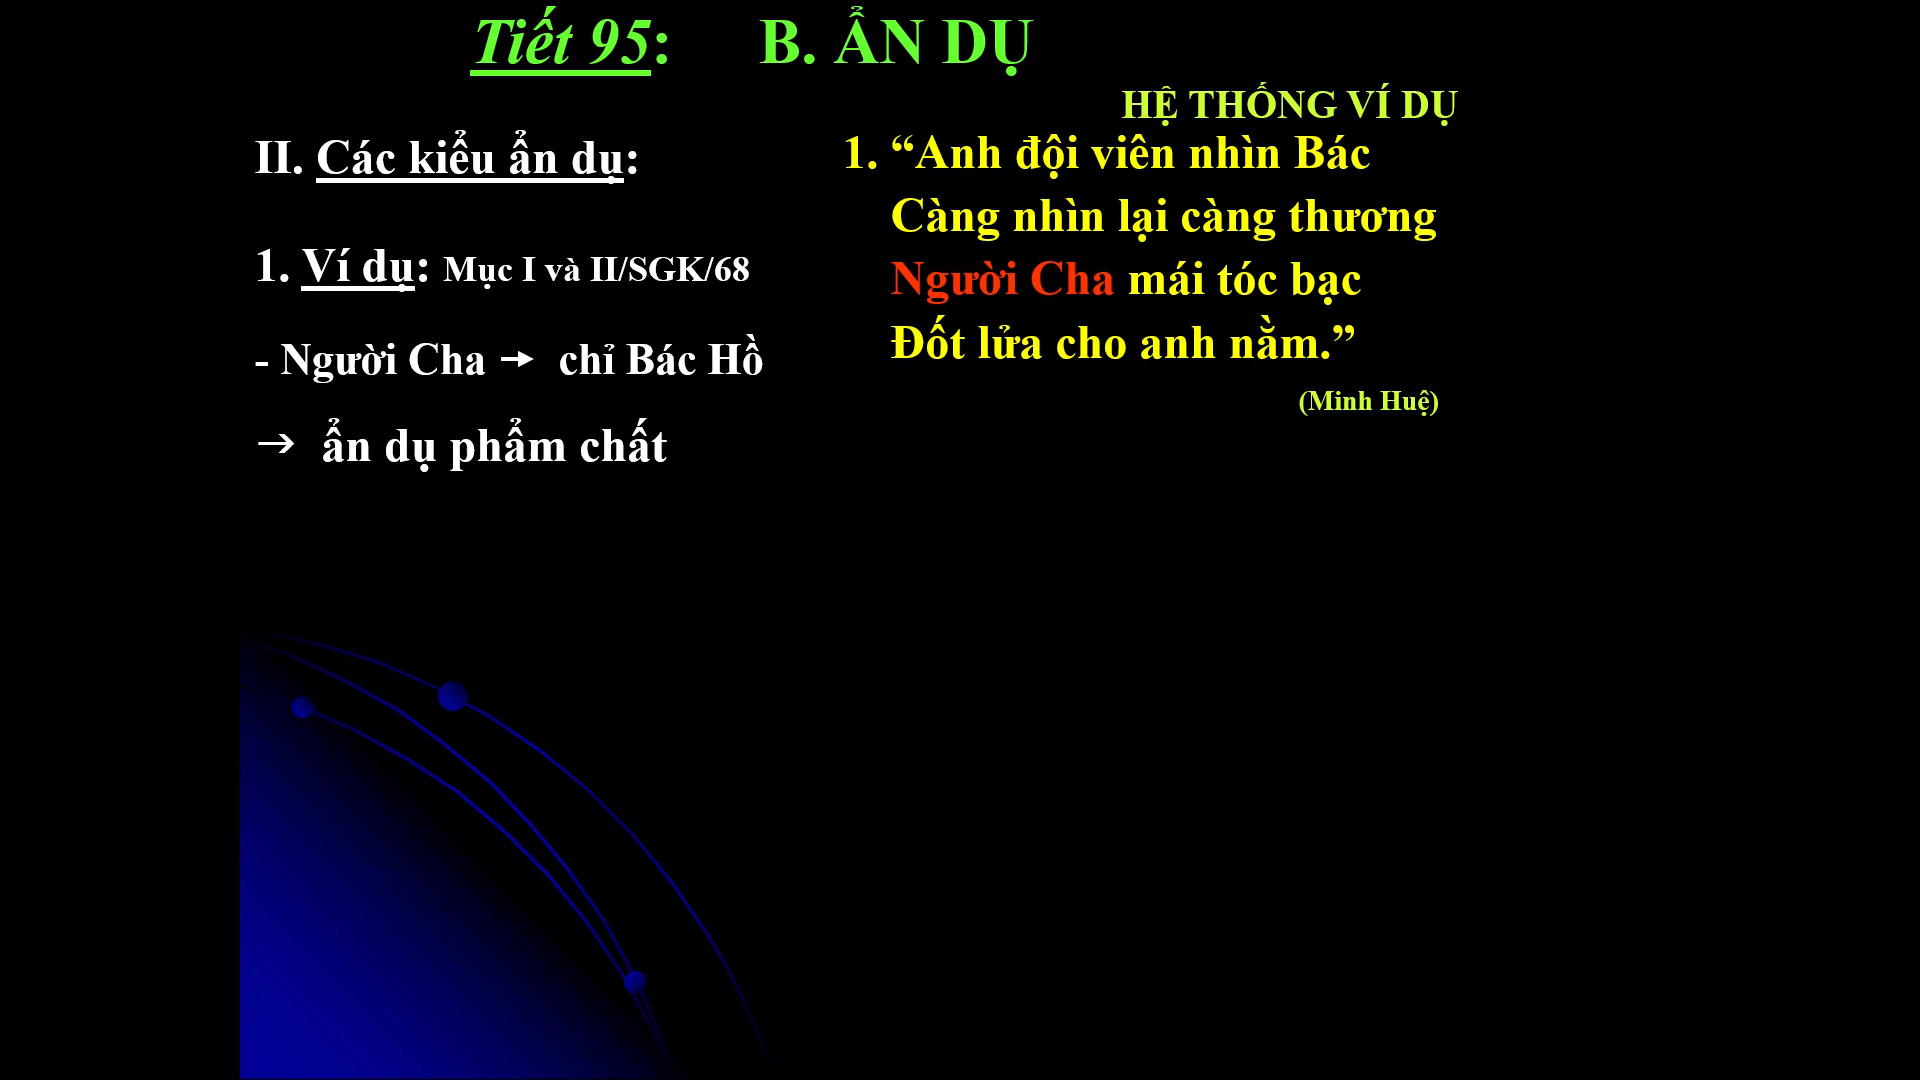 Tiết 95: B. ẨN DỤ
II. Các kiểu ẩn dụ:
1. Ví dụ: Mục I và II/SGK/68
- Người Cha → chỉ Bác Hồ
→ ẩn dụ phẩm chất
HỆ THỐNG VÍ DỤ
1. “Anh đội viên nhìn Bác
Càng nhìn lại càng thương
Người Cha mái tóc bạc
Đốt lửa cho anh nằm.”
(Minh Huệ)